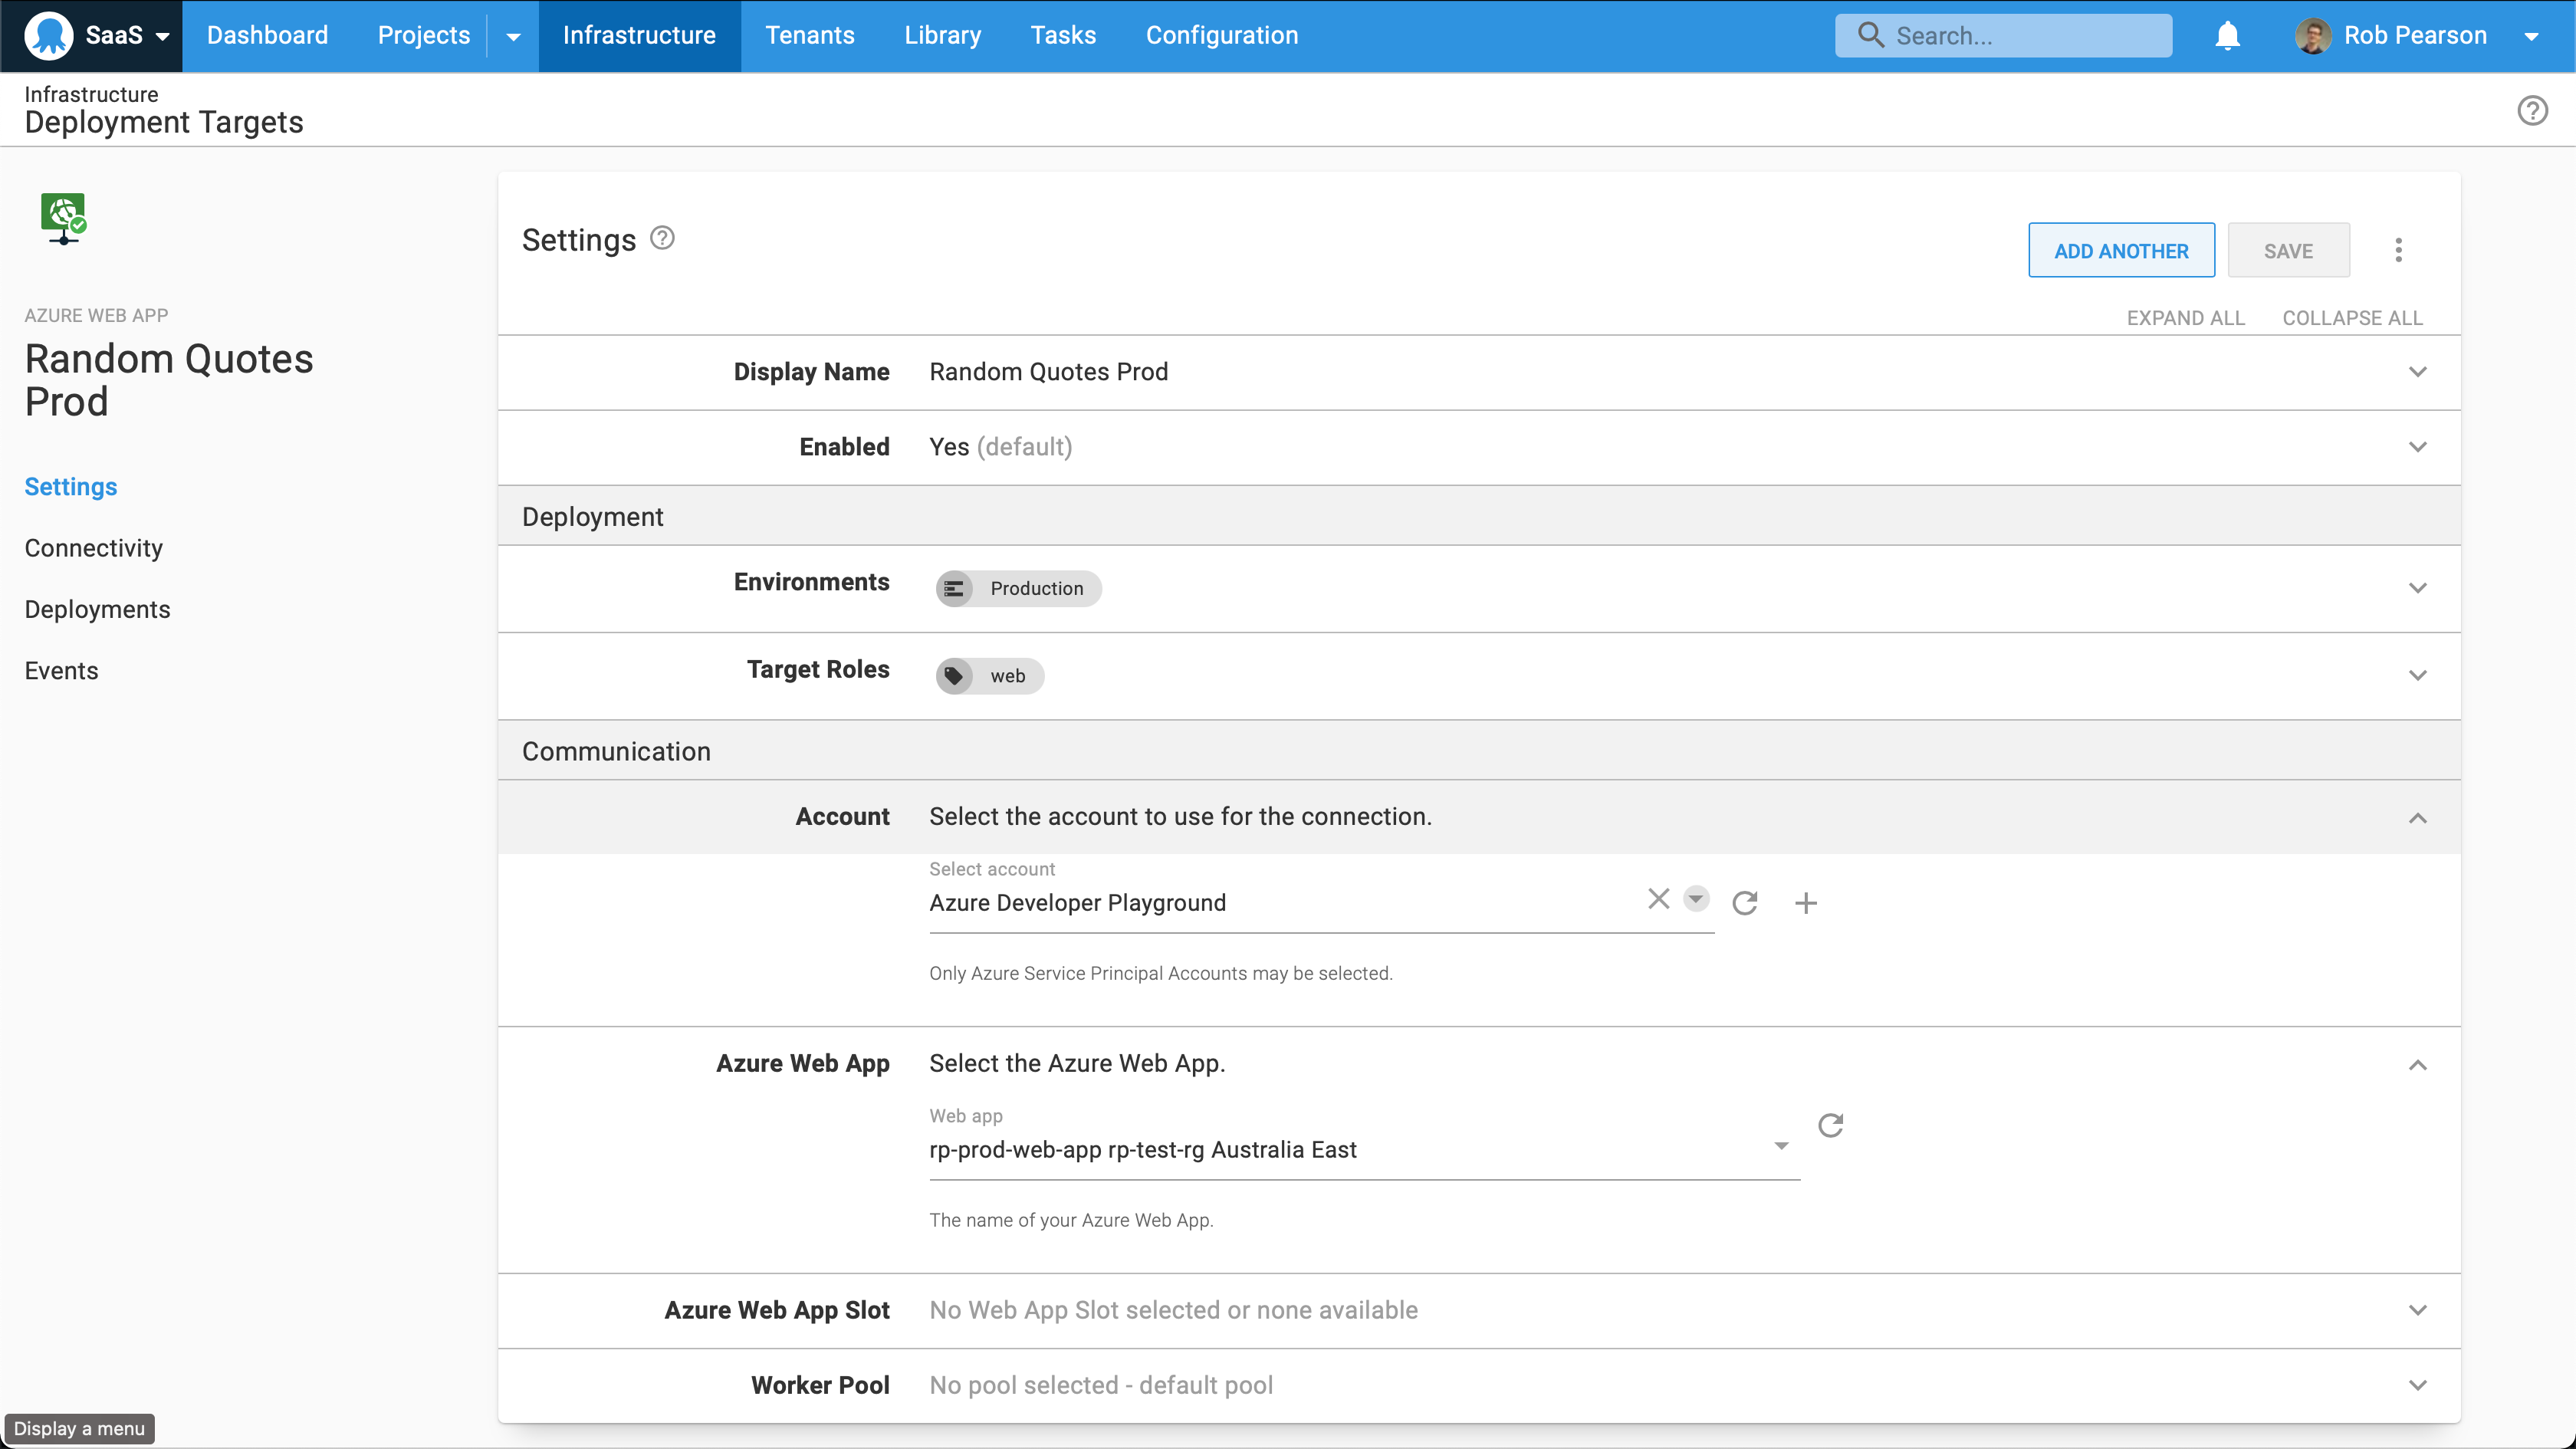 SaaS Dashboard Projects Infrastructure Tenants Library Tasks Configuration Search... Rob Pearson
Infrastructure
Deployment Targets
AZURE WEB APP
Random Quotes
Prod
Settings
Connectivity
Deployments
Events
Settings
ADD ANOTHER SAVE
EXPAND ALL COLLAPSE ALL
Display Name Random Quotes Prod
Enabled Yes (default)
Deployment
Environments Production
Target Roles web
Communication
Account Select the account to use for the connection.
Select account
Azure Developer Playground
Only Azure Service Principal Accounts may be selected.
Azure Web App Select the Azure Web App.
Web app
rp-prod-web-app rp-test-rg Australia East
The name of your Azure Web App.
Azure Web App Slot No Web App Slot selected or none available
Worker Pool No pool selected - default pool
Display a menu